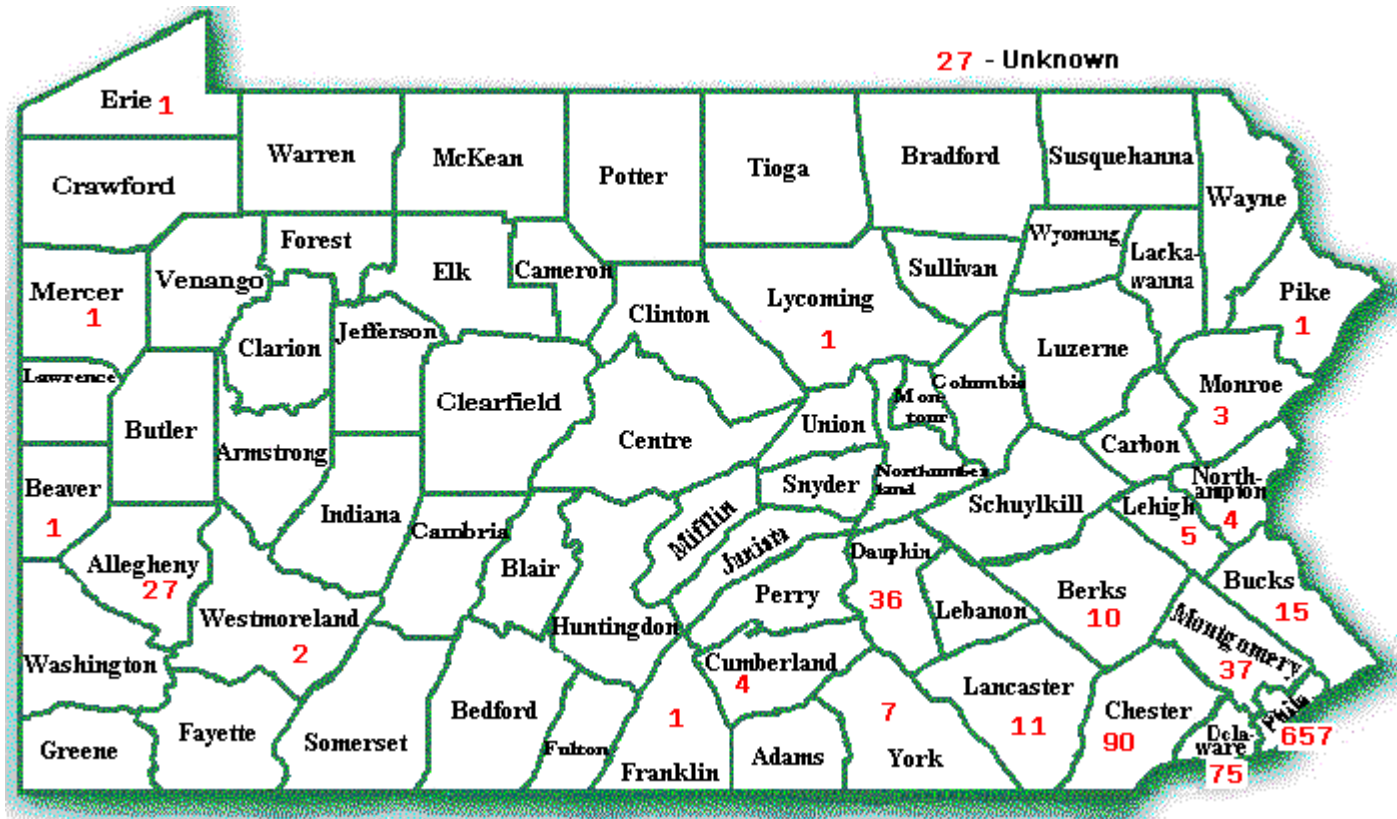 27 - Unknown
Erie 1
Warren
McKean
Potter
Tioga
Bradford
Susquehanna
Wayne
Crawford
Forest
Venango
Elk
Cameron
Sullivan
Wyoming
Lacka-
wanna
Mercer
1
Clarion
Jefferson
Clinton
Lycoming
1
Luzerne
Pike
1
Lawrence
Butler
Clearfield
Centre
Union
Mon
tour
Columbia
Monroe
3
Armstrong
Beaver
1
Indiana
Cambria
Snyder
Northumber
land
Schuylkill
Carbon
Lehigh
5
North-
ampton
4
Allegheny
27
Westmoreland
2
Blair
Huntingdon
Mifflin
Juniata
Perry
Dauphin
36
Lebanon
Berks
10
Bucks
15
Montgomery
37
Washington
Cumberland
4
Lancaster
11
Chester
90
Dela-
ware
75
Phila
657
Greene
Fayette
Somerset
Bedford
Fulton
1
Franklin
Adams
7
York